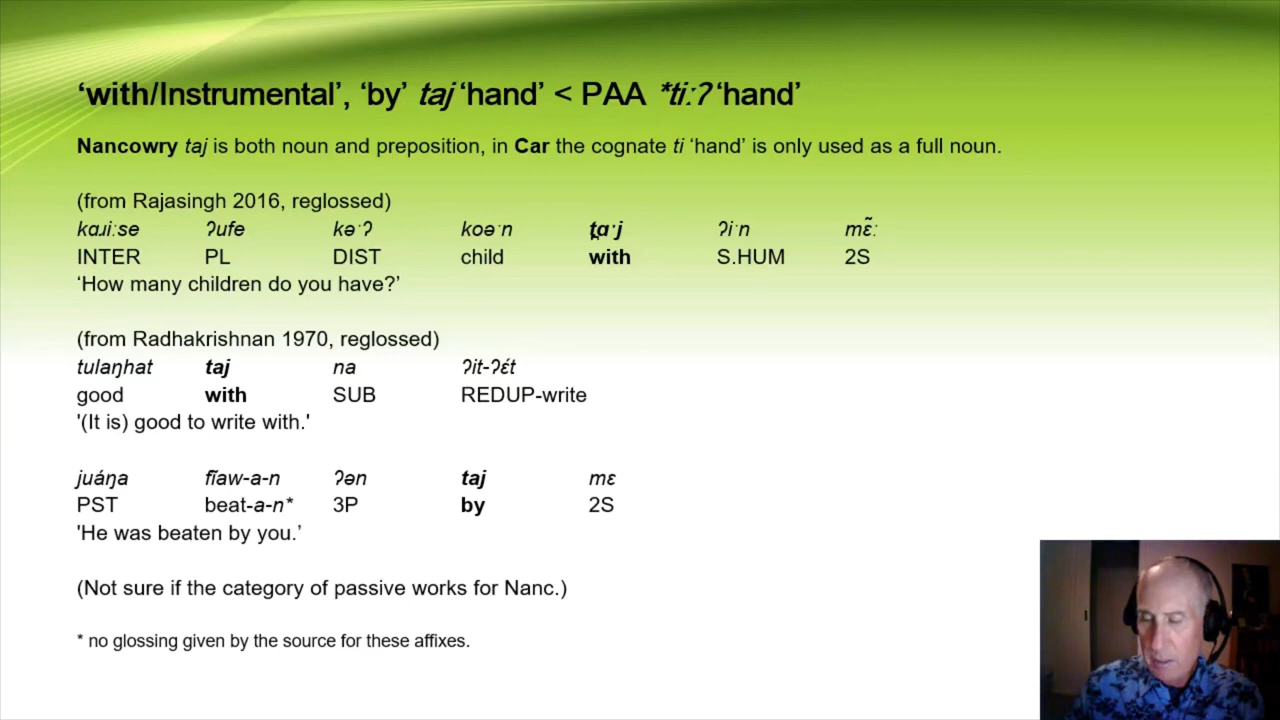 ‘with/Instrumental’, ‘by’ taj ‘hand’ < PAA *tiːʔ ‘hand’
Nancowry taj is both noun and preposition, in Car the cognate ti ‘hand’ is only used as a full noun.
(from Rajasingh 2016, reglossed)
kaɹiːse ʔufe kəˑʔ koəˑn t̪ɑˑj ʔiˑn mɛ̃ː
INTER PL DIST child with S.HUM 2S
‘How many children do you have?’
(from Radhakrishnan 1970, reglossed)
tulaŋhat taj na ʔit-ʔɛ́t
good with SUB REDUP-write
'(It is) good to write with.'
juáŋa fĩaw-a-n ʔən taj mɛ
PST beat-a-n* 3P by 2S
'He was beaten by you.’
(Not sure if the category of passive works for Nanc.)
* no glossing given by the source for these affixes.